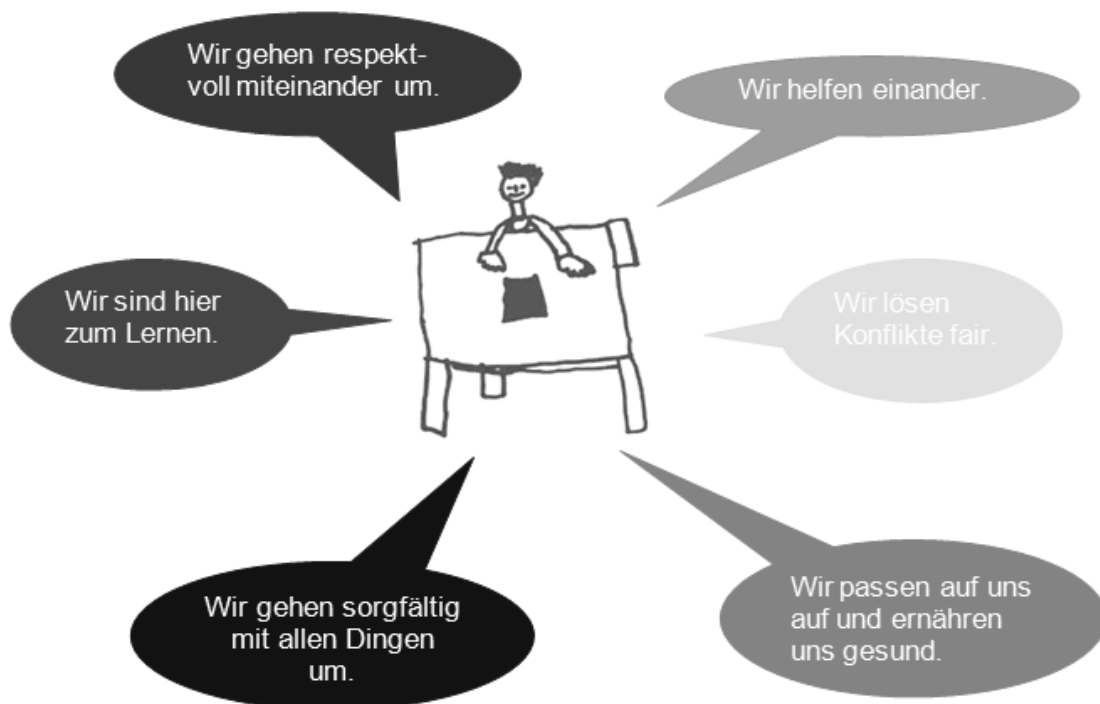 Wir gehen respekt-
voll miteinander um.
Wir helfen einander.
Wir sind hier
zum Lernen.
Wir lösen
Konflikte fair.
Wir gehen sorgfältig
mit allen Dingen
um.
Wir passen auf uns
auf und ernähren
uns gesund.